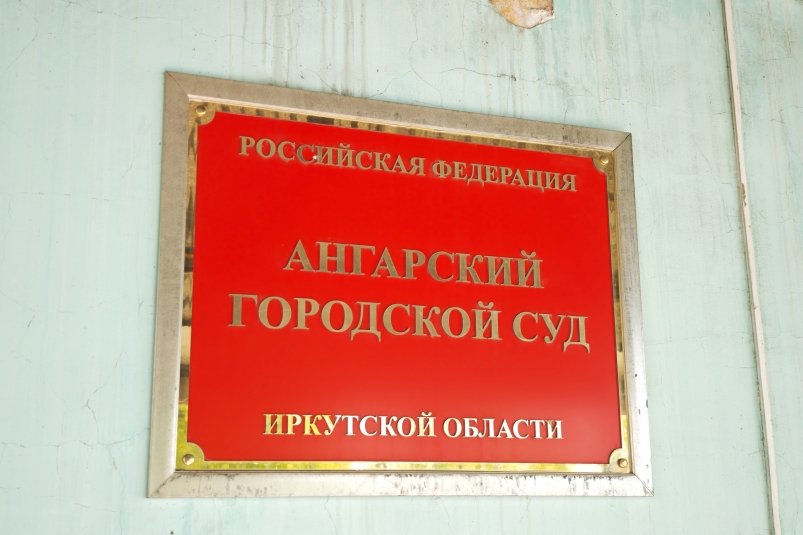 РОССИЙСКАЯ ФЕДЕРАЦИЯ
АНГАРСКИЙ
ГОРОДСКОЙ СУД
ИРКУТСКОЙ ОБЛАСТИ